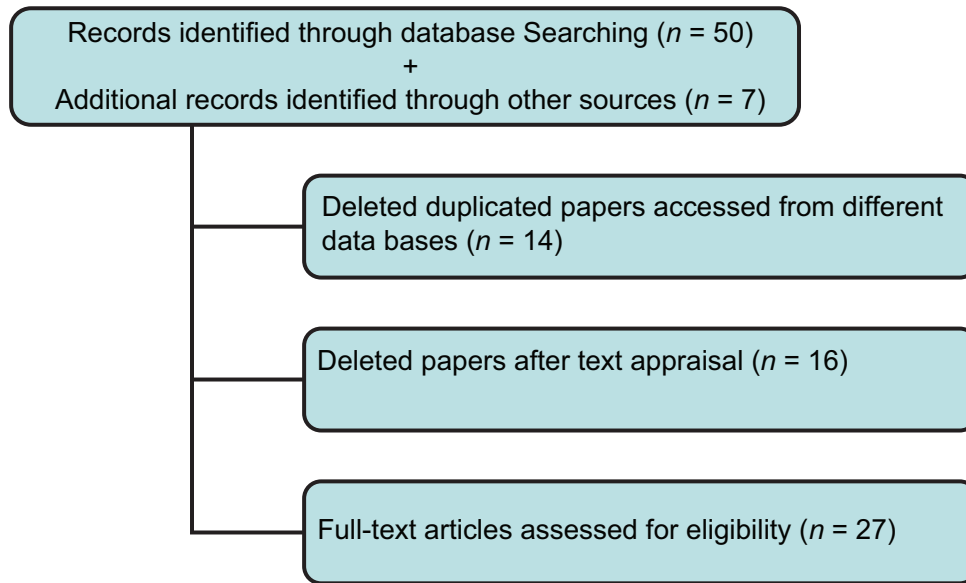 Records identified through database Searching (n = 50)
+
Additional records identified through other sources (n = 7)
Deleted duplicated papers accessed from different
data bases (n = 14)
Deleted papers after text appraisal (n = 16)
Full-text articles assessed for eligibility (n = 27)